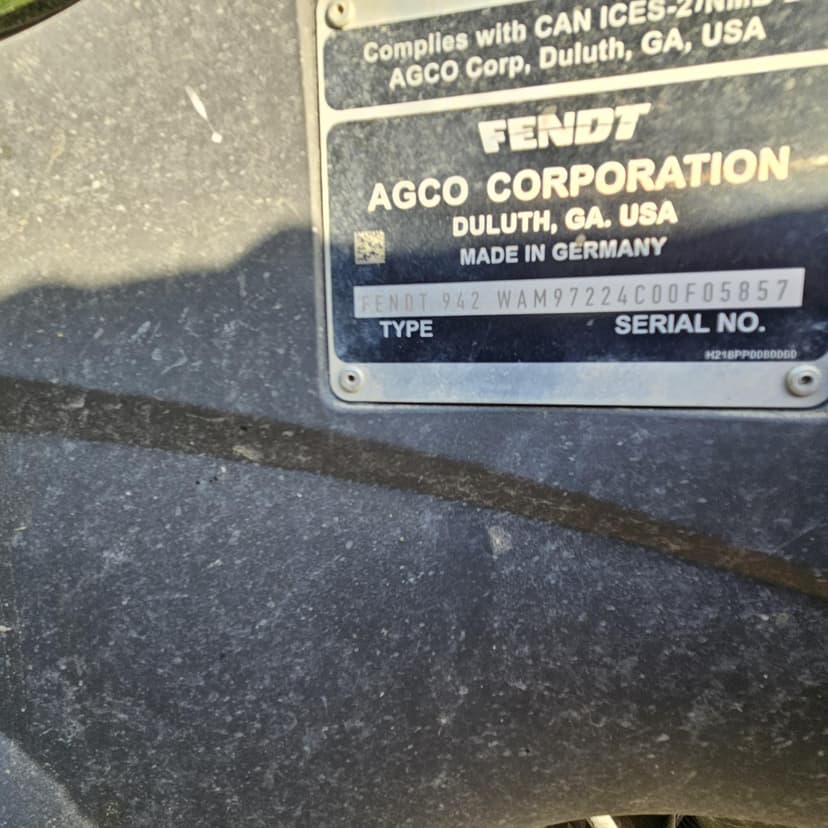 Complies with CAN ICES-2/NMB-2
AGCO Corp, Duluth, GA, USA
FENDT
AGCO CORPORATION
DULUTH, GA. USA
MADE IN GERMANY
FENDT 942 WAM97224C00F05857
TYPE SERIAL NO.